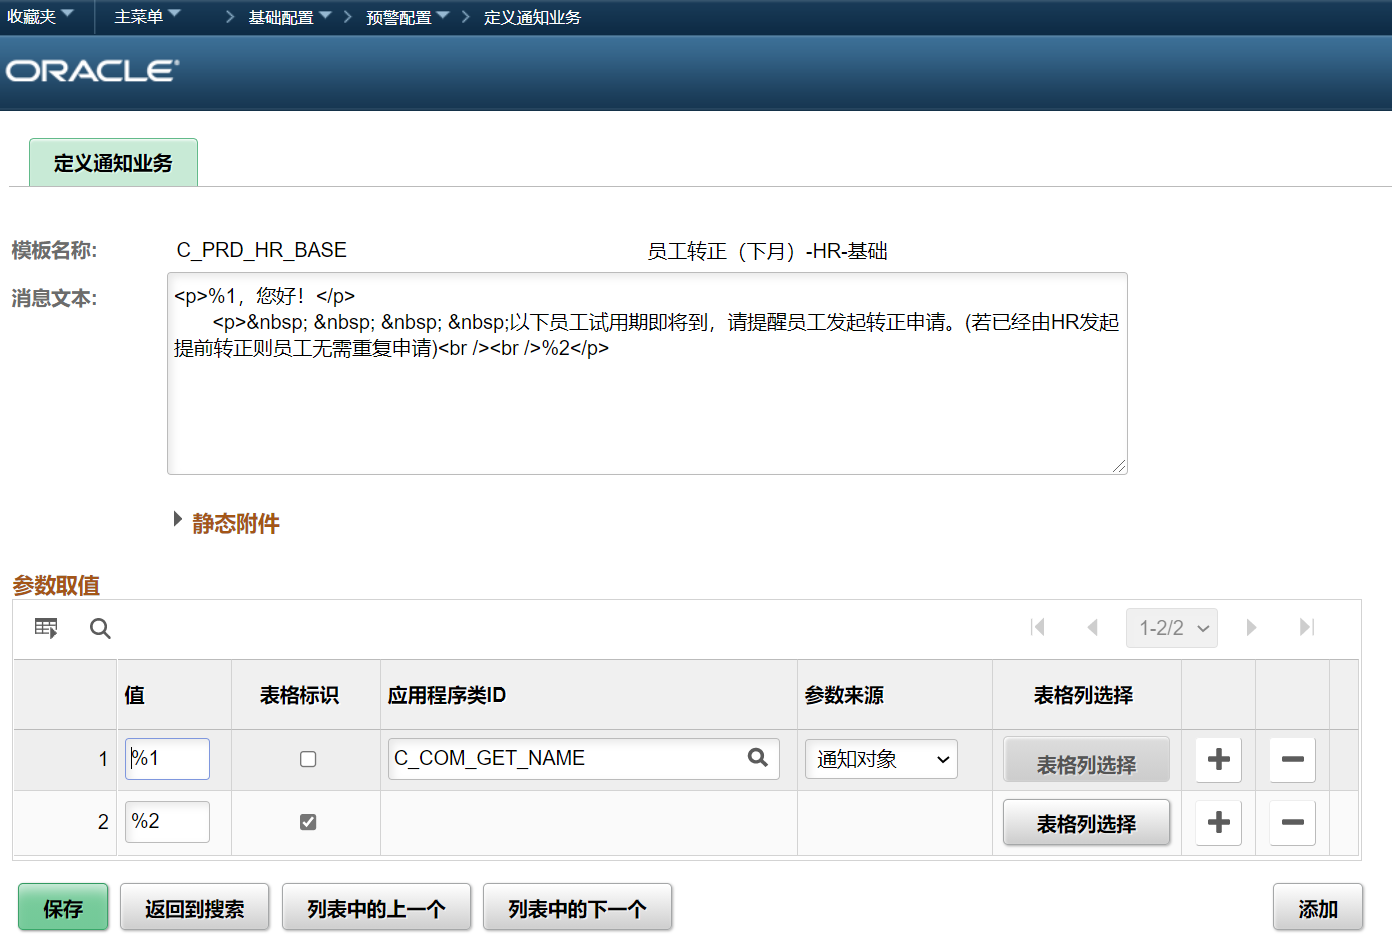 收藏夹 主菜单 > 基础配置 > 预警配置 > 定义通知业务
ORACLE
定义通知业务
模板名称: C_PRD_HR_BASE 员工转正（下月）-HR-基础
消息文本:
<p>%1，您好！</p>
<p>&nbsp; &nbsp; &nbsp; &nbsp;以下员工试用期即将到，请提醒员工发起转正申请。(若已经由HR发起
提前转正则员工无需重复申请)<br /><br />%2</p>
静态附件
参数取值
1-2/2
值 表格标识 应用程序类ID 参数来源 表格列选择
1 %1 C_COM_GET_NAME 通知对象 表格列选择
2 %2 表格列选择
保存 返回到搜索 列表中的上一个 列表中的下一个 添加